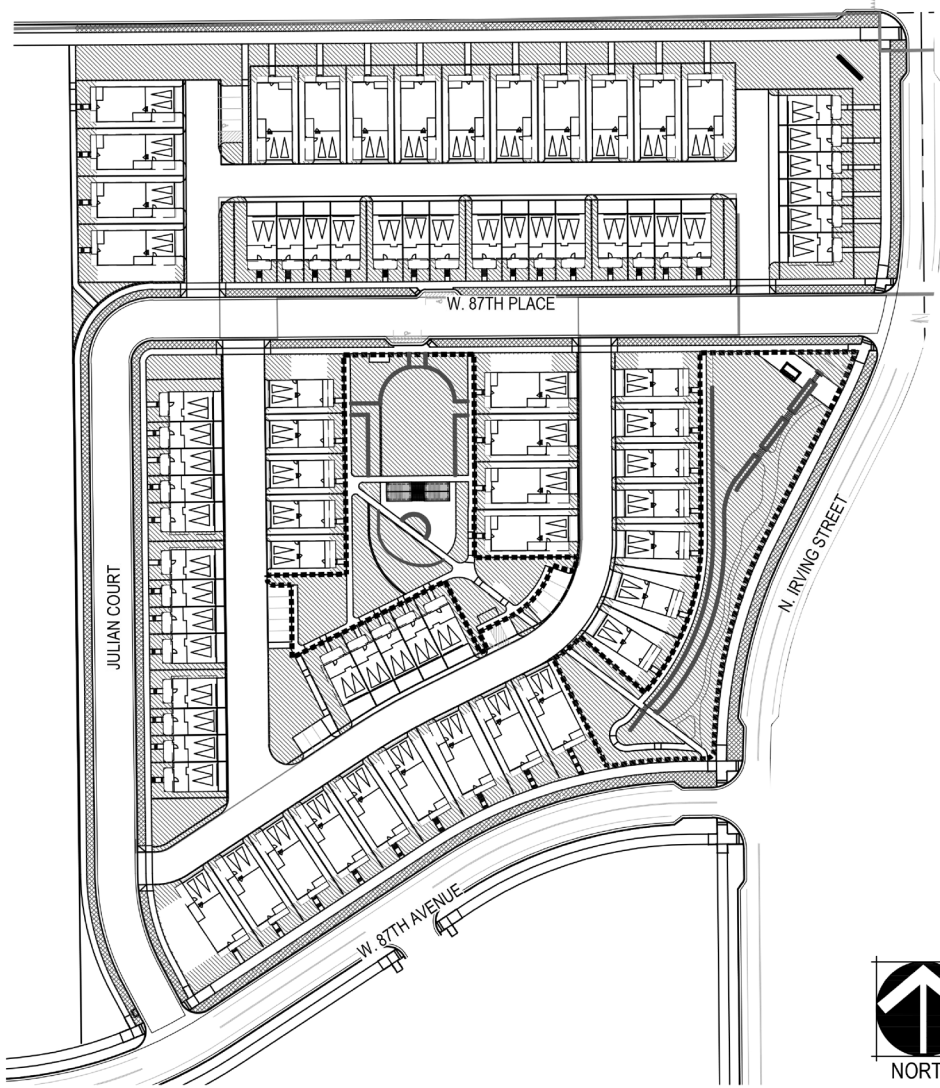 W. 87TH PLACE
JULIAN COURT
N. IRVING STREET
W. 87TH AVENUE
NORT